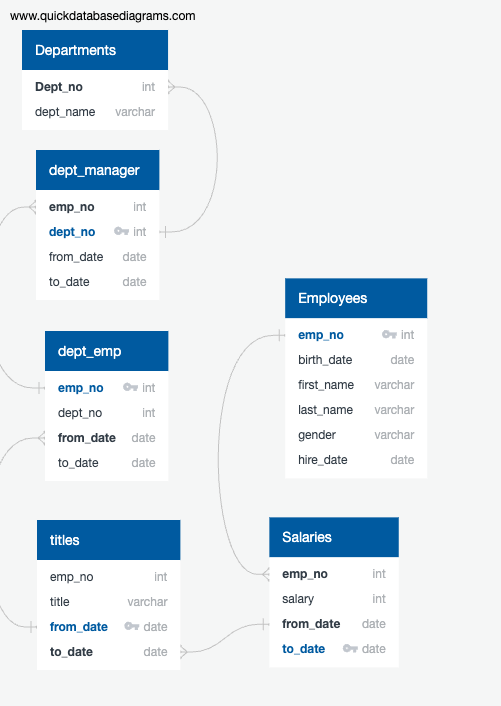 www.quickdatabasediagrams.com
Departments
Dept_no int
dept_name varchar
dept_manager
emp_no int
dept_no int
from_date date
to_date date
dept_emp
emp_no int
dept_no int
from_date date
to_date date
Employees
emp_no int
birth_date date
first_name varchar
last_name varchar
gender varchar
hire_date date
titles
emp_no int
title varchar
from_date date
to_date date
Salaries
emp_no int
salary int
from_date date
to_date date